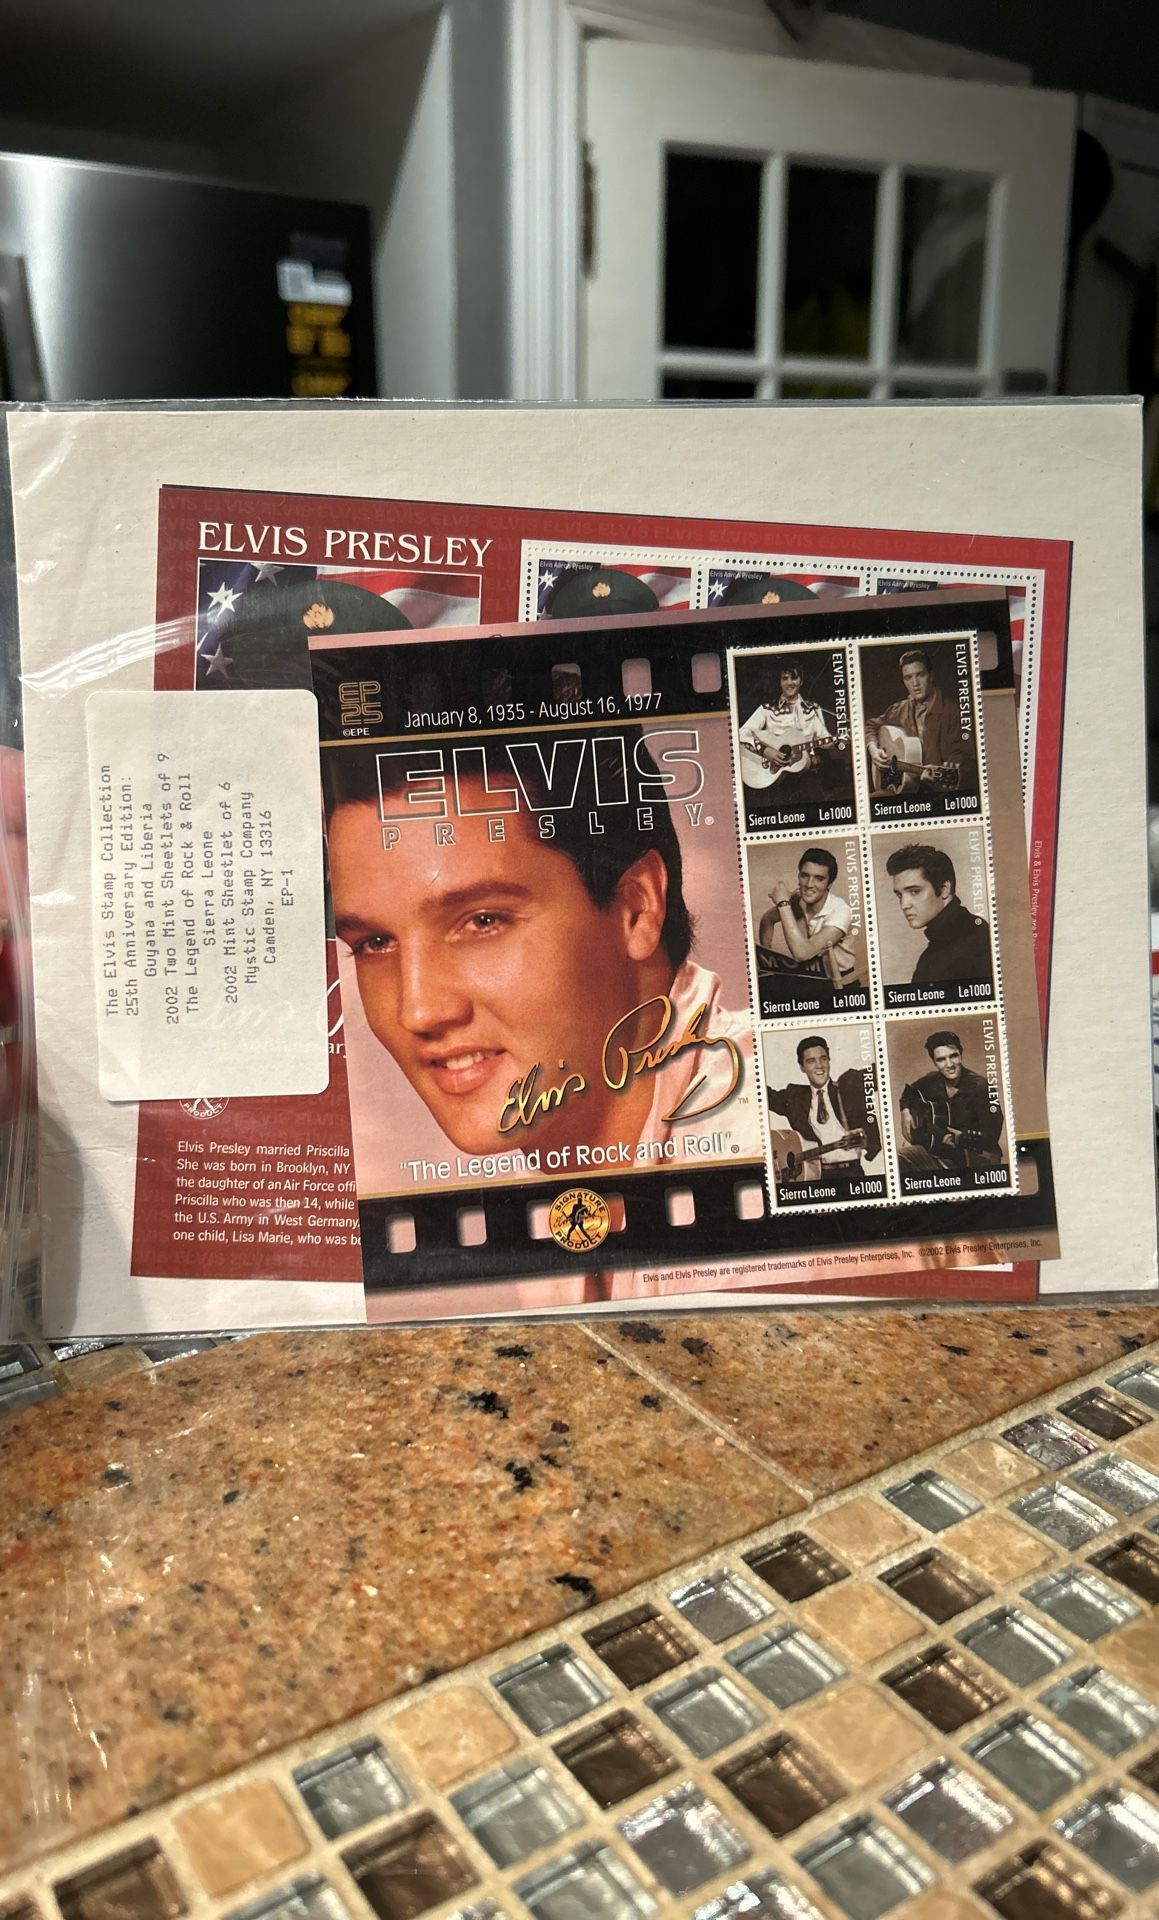 ELVIS PRESLEY
Elvis Aaron Presley
Elvis Aaron Presley
Elvis Aaron Presley
The Elvis Stamp Collection
25th Anniversary Edition:
Guyana and Liberia
2002 Two Mint Sheetlets of 9
The Legend of Rock & Roll
Sierra Leone
2002 Mint Sheetlet of 6
Mystic Stamp Company
Camden, NY 13316
EP-1
Elvis Presley married Priscilla
She was born in Brooklyn, NY
the daughter of an Air Force offi
Priscilla who was then 14, while
the U.S. Army in West Germany.
one child, Lisa Marie, who was bo
EP
25
©EPE
January 8, 1935 - August 16, 1977
ELVIS
PRESLEY®
Elvis Presley™
"The Legend of Rock and Roll"®
SIGNATURE
PRODUCT
ELVIS PRESLEY®
Sierra Leone Le1000
ELVIS PRESLEY®
Sierra Leone Le1000
ELVIS PRESLEY®
Sierra Leone Le1000
ELVIS PRESLEY®
Sierra Leone Le1000
ELVIS PRESLEY®
Sierra Leone Le1000
ELVIS PRESLEY®
Sierra Leone Le1000
Elvis and Elvis Presley are registered trademarks of Elvis Presley Enterprises, Inc. ©2002 Elvis Presley Enterprises, Inc.
Elvis & Elvis Presley are